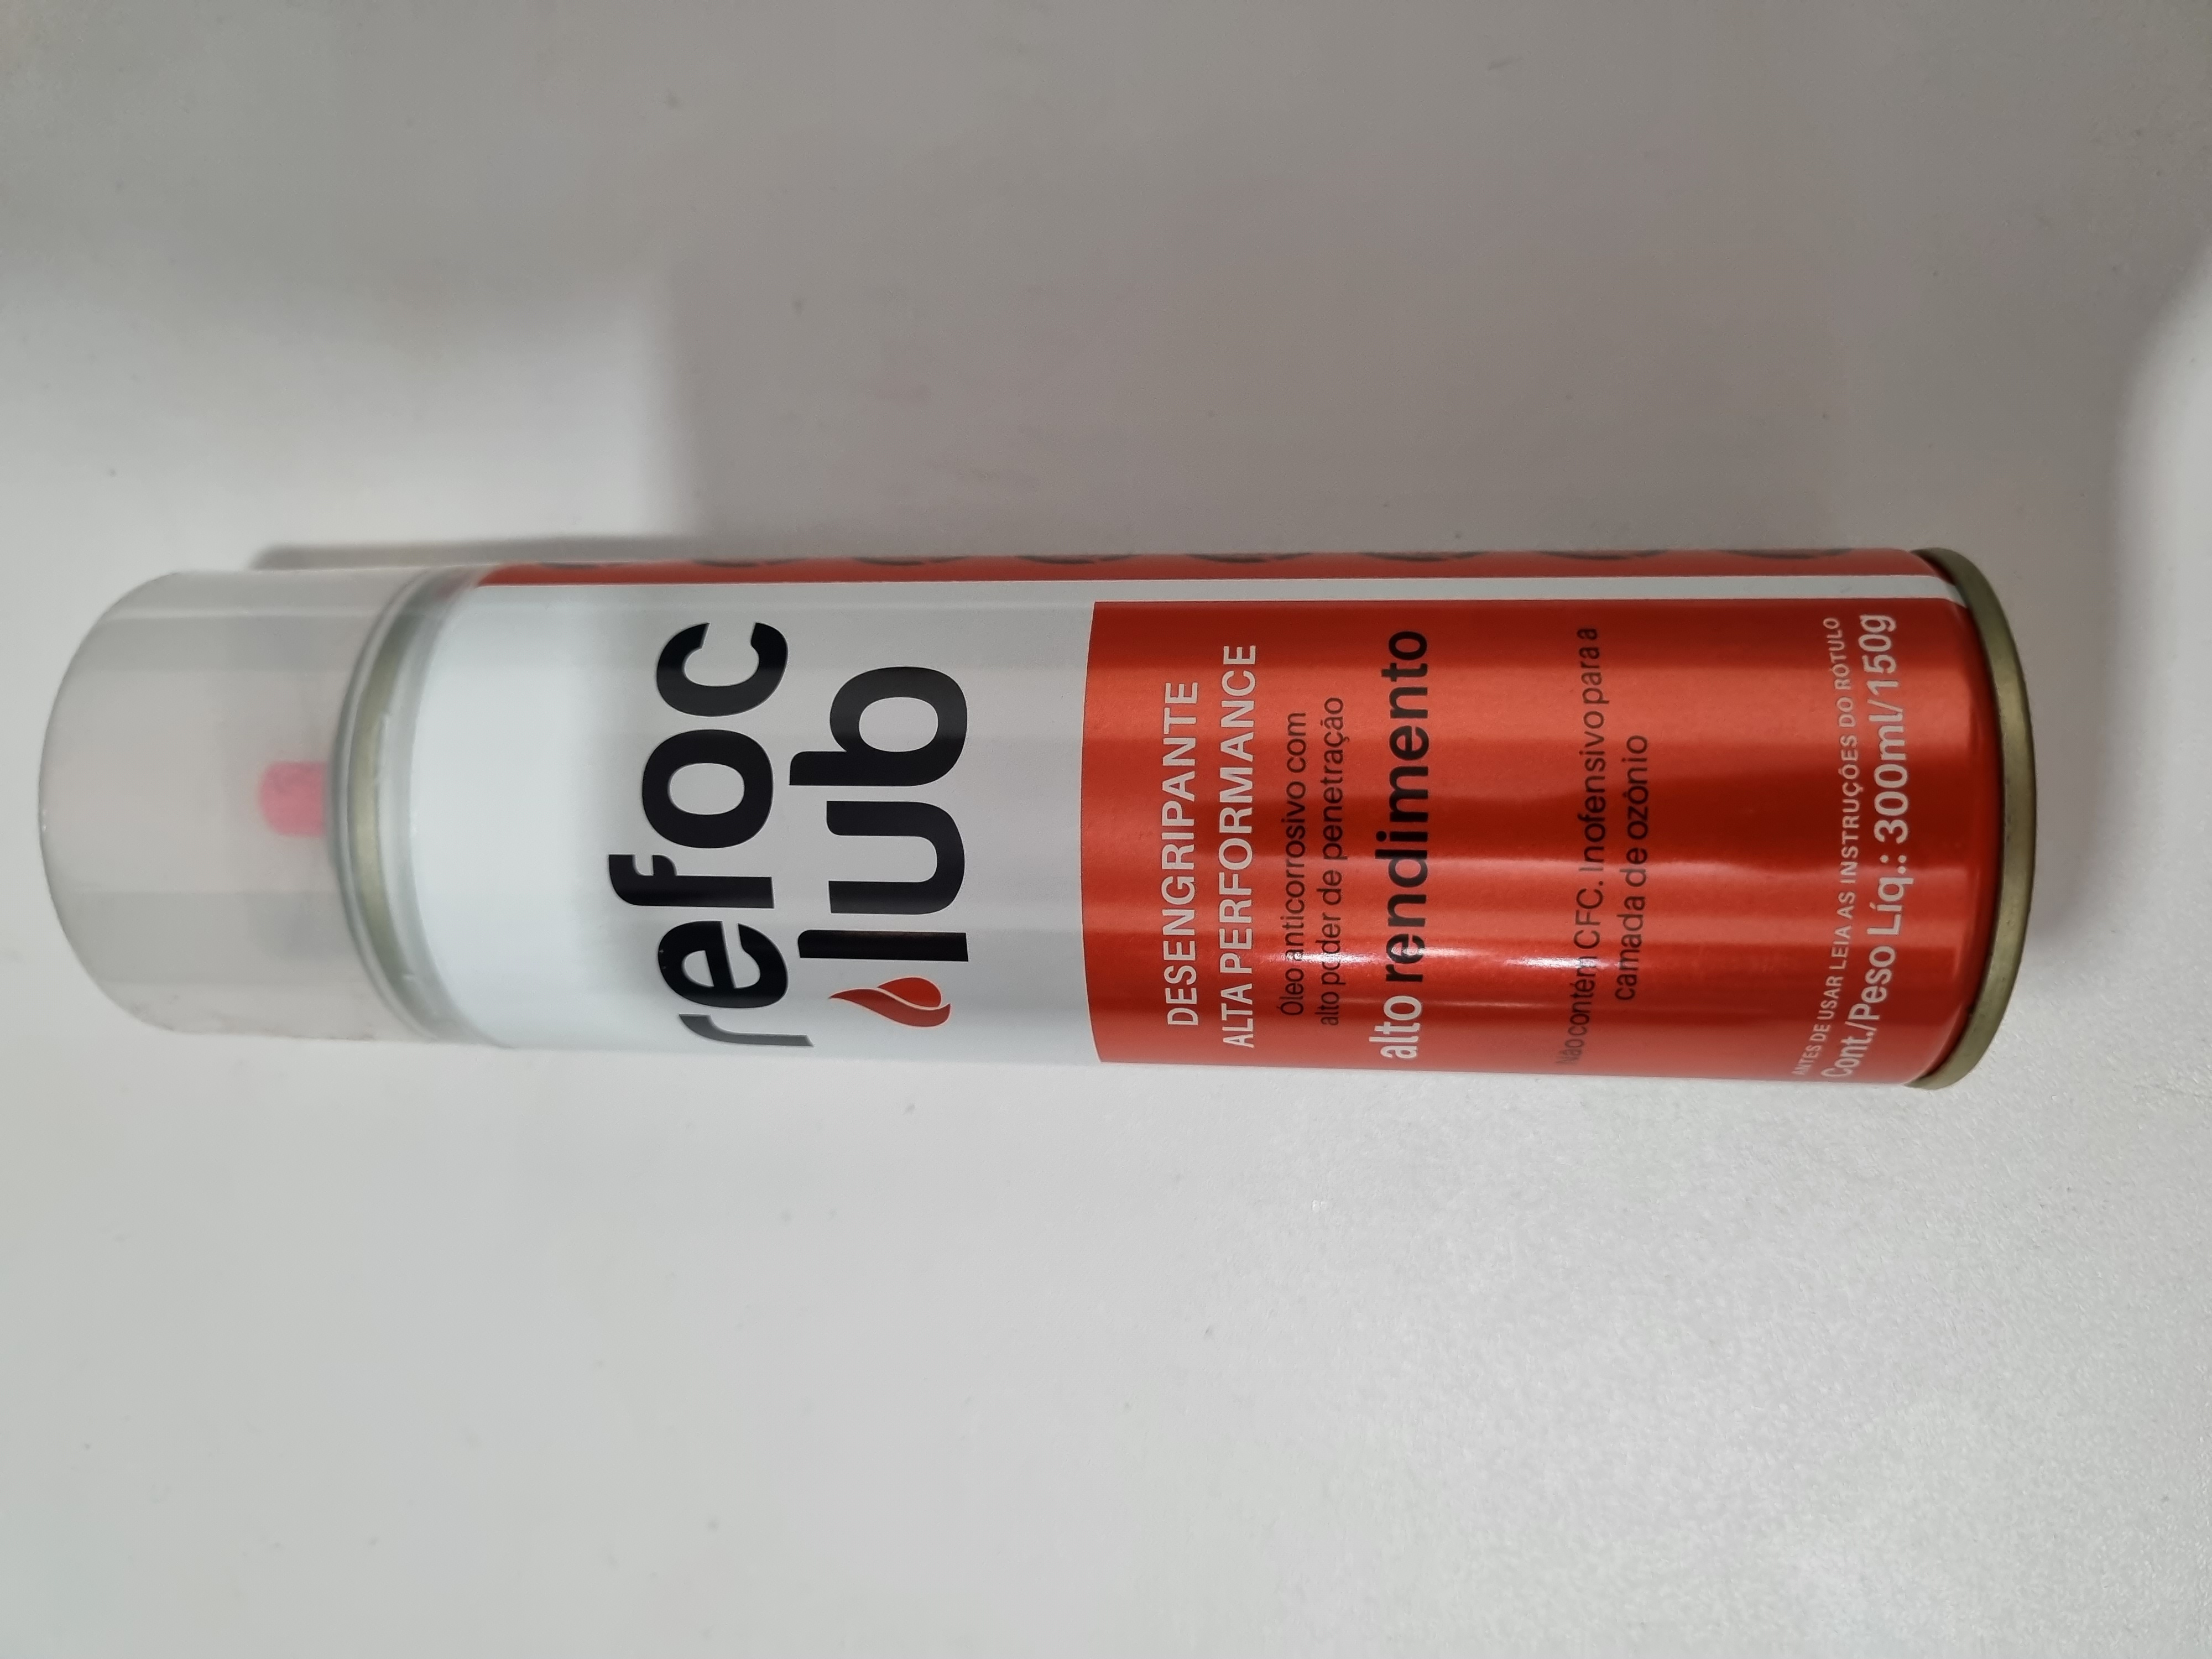 refoc
lub
DESENGRIPANTE
ALTA PERFORMANCE
Óleo anticorrosivo com
alto poder de penetração
alto rendimento
Não contém CFC. Inofensivo para a
camada de ozônio
ANTES DE USAR LEIA AS INSTRUÇÕES DO RÓTULO
Cont./Peso Líq.: 300ml/150g